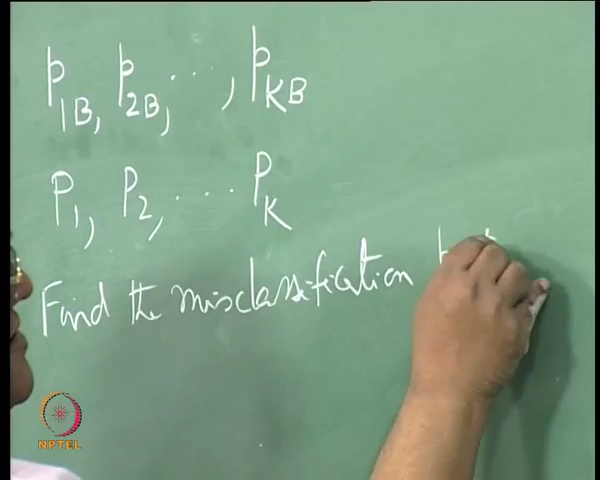 p1B, p2B, ..., pKB
P1, P2, ... PK
Find the misclassification
NPTEL